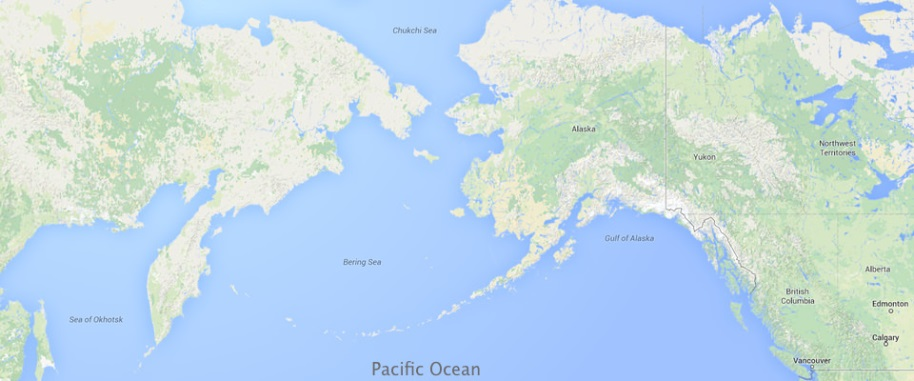 Chukchi Sea
Alaska
Northwest
Territories
Yukon
Gulf of Alaska
Bering Sea
Alberta
British
Columbia
Edmonton
Sea of Okhotsk
Calgary
Vancouver
Pacific Ocean